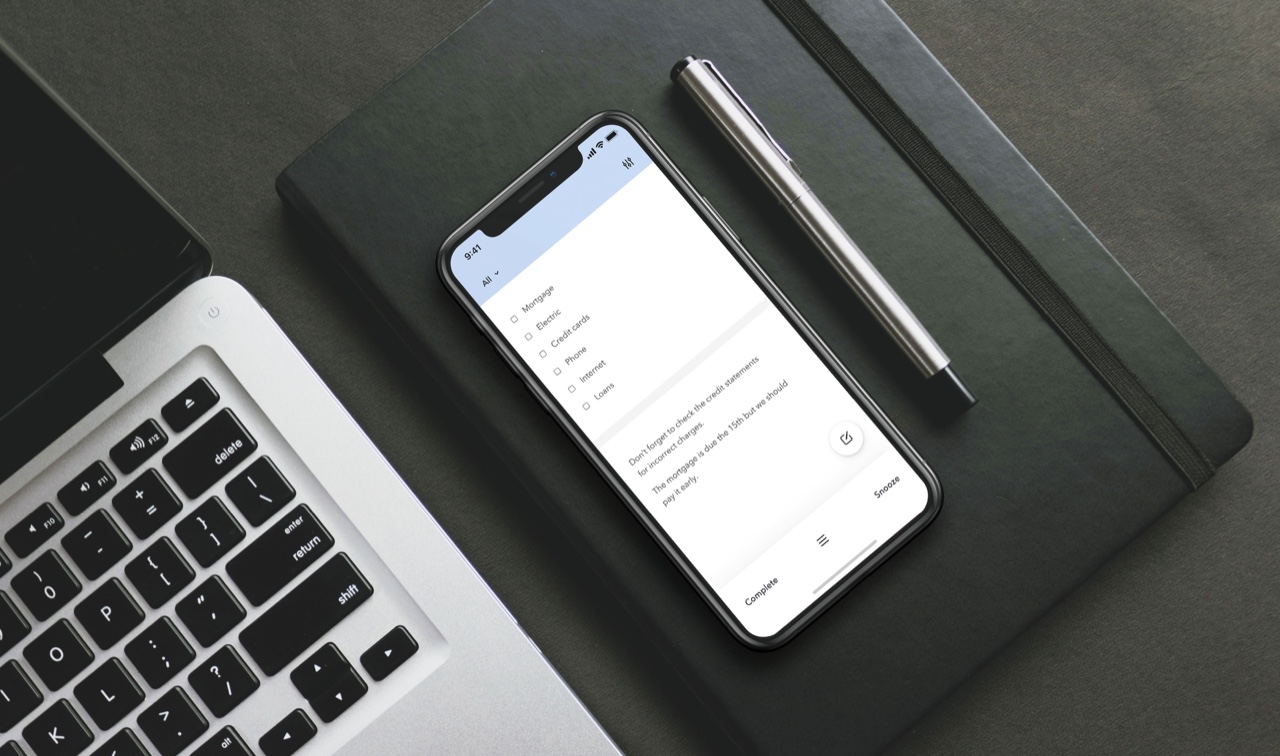 9:41
All
Mortgage
Electric
Credit cards
Phone
Internet
Loans
Don't forget to check the credit statements
for incorrect charges.
The mortgage is due the 15th but we should
pay it early.
Complete
Snooze
F10
F11
F12
delete
) 0
_ -
+ =
| \
O
P
{ [
} ]
enter
return
K
L
: ;
" '
shift
> .
? /
alt